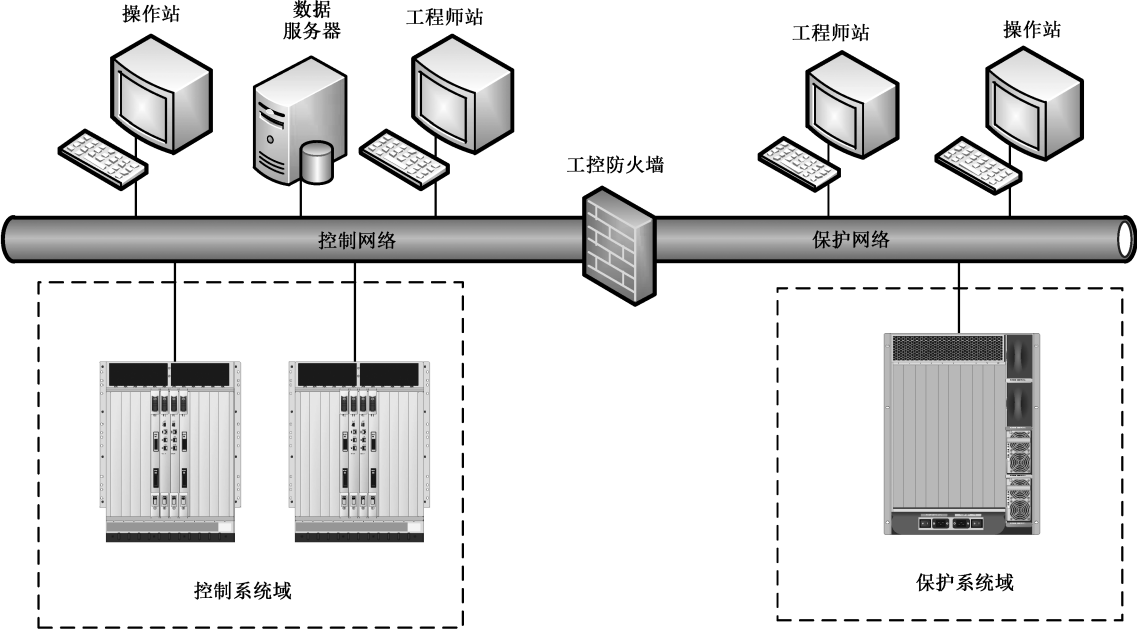 操作站
数据
服务器
工程师站
工程师站
操作站
工控防火墙
控制网络
保护网络
控制系统域
保护系统域